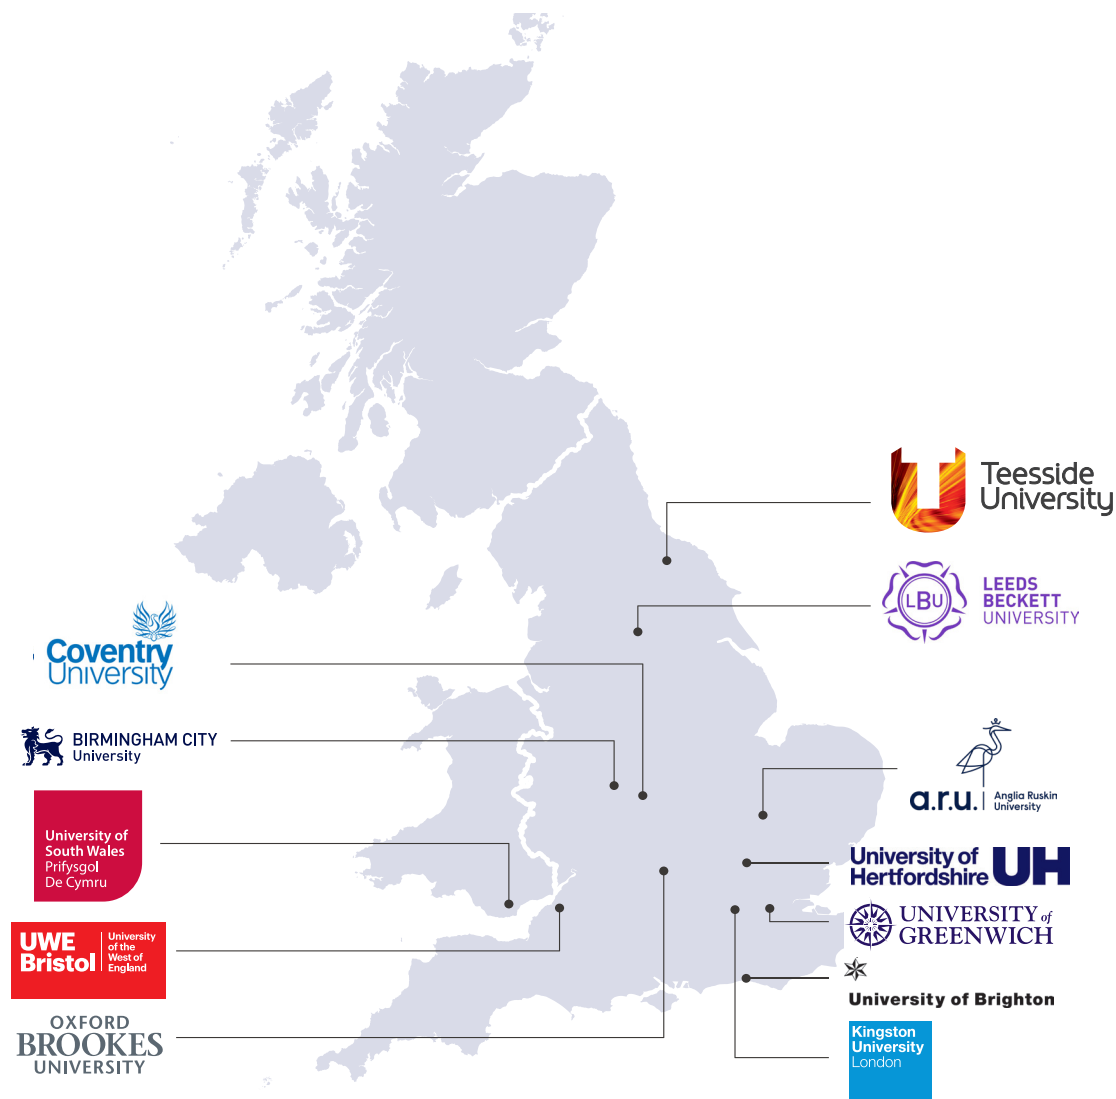 Teesside
University
LBU
LEEDS
BECKETT
UNIVERSITY
Coventry
University
BIRMINGHAM CITY
University
a.r.u.
Anglia Ruskin
University
University of
South Wales
Prifysgol
De Cymru
University of
Hertfordshire
UH
UNIVERSITY of
GREENWICH
UWE
Bristol
University
of the
West of
England
University of Brighton
OXFORD
BROOKES
UNIVERSITY
Kingston
University
London